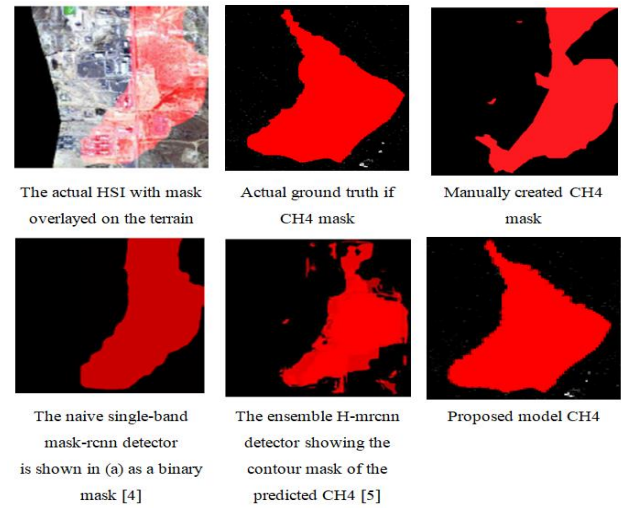 The actual HSI with mask
overlayed on the terrain
Actual ground truth if
CH4 mask
Manually created CH4
mask
The naive single-band
mask-rcnn detector
is shown in (a) as a binary
mask [4]
The ensemble H-mrcnn
detector showing the
contour mask of the
predicted CH4 [5]
Proposed model CH4